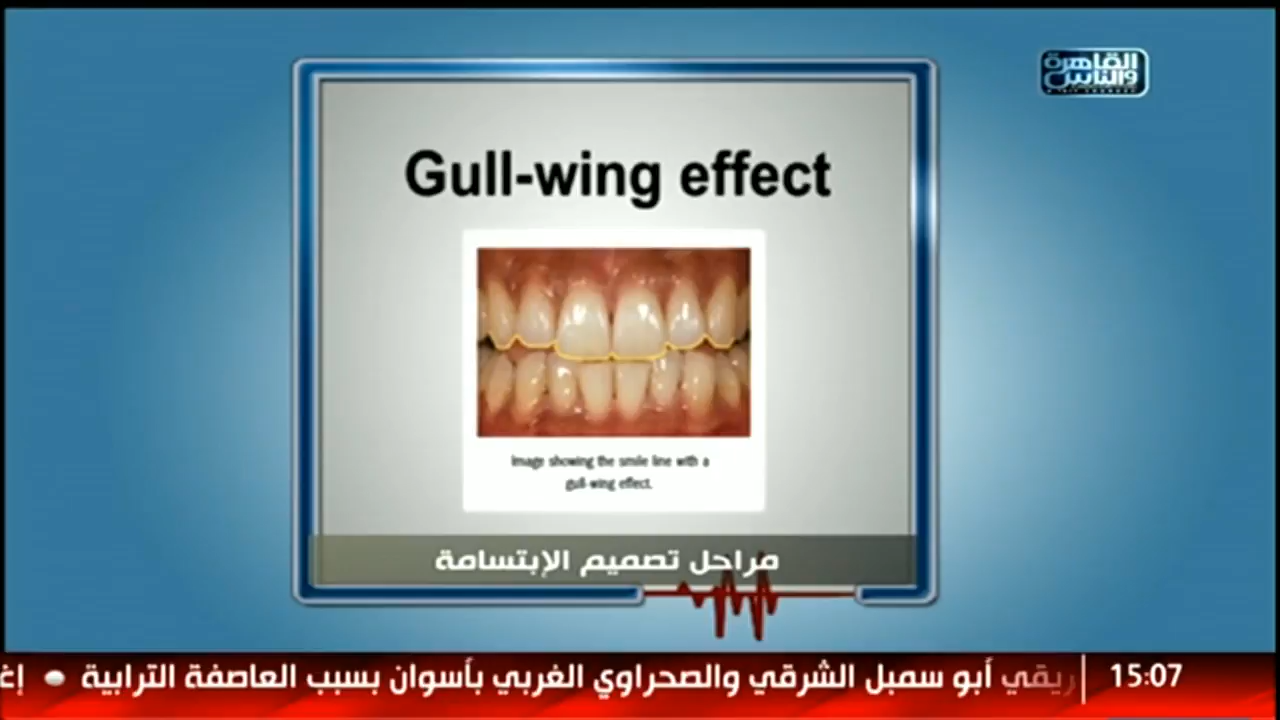 القاهرة
والناس
Gull-wing effect
Image showing the smile line with a
gull-wing effect.
مراحل تصميم الإبتسامة
أبو سمبل الشرقي والصحراوي الغربي بأسوان بسبب العاصفة الترابية
15:07